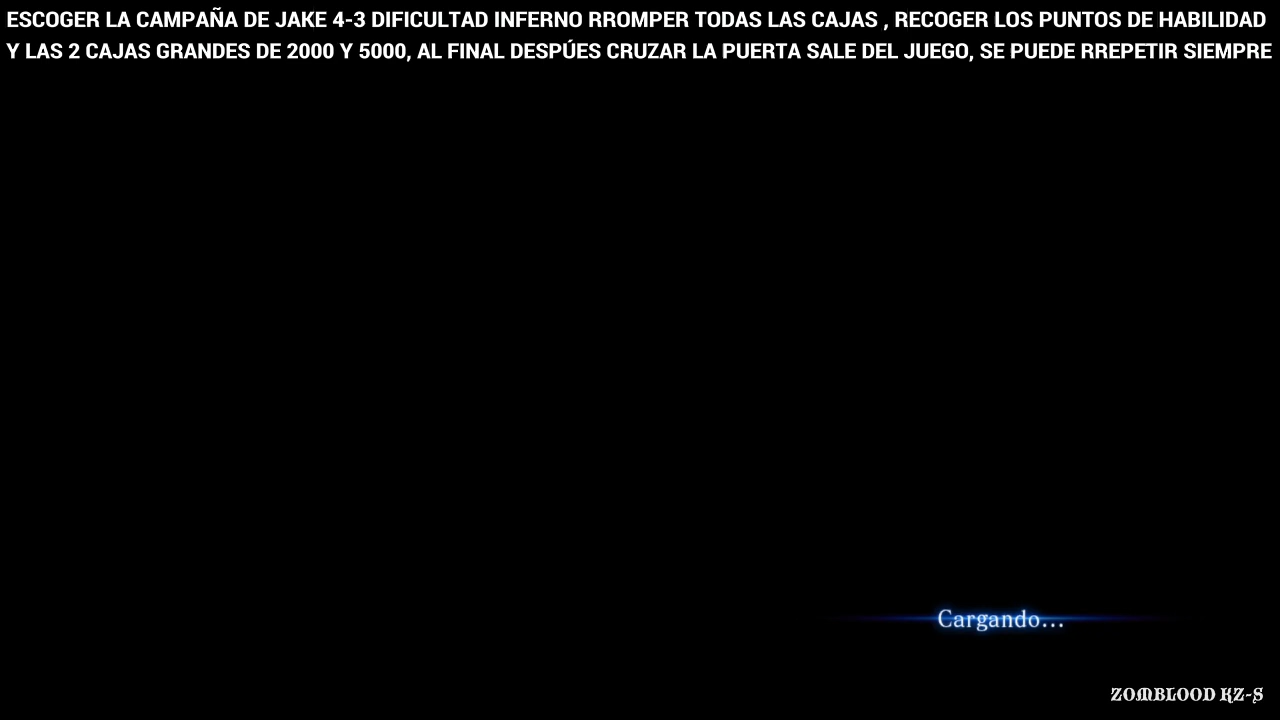 ESCOGER LA CAMPAÑA DE JAKE 4-3 DIFICULTAD INFERNO RROMPER TODAS LAS CAJAS , RECOGER LOS PUNTOS DE HABILIDAD
Y LAS 2 CAJAS GRANDES DE 2000 Y 5000, AL FINAL DESPÚES CRUZAR LA PUERTA SALE DEL JUEGO, SE PUEDE RREPETIR SIEMPRE
Cargando...
ZOMBLOOD KZ-S